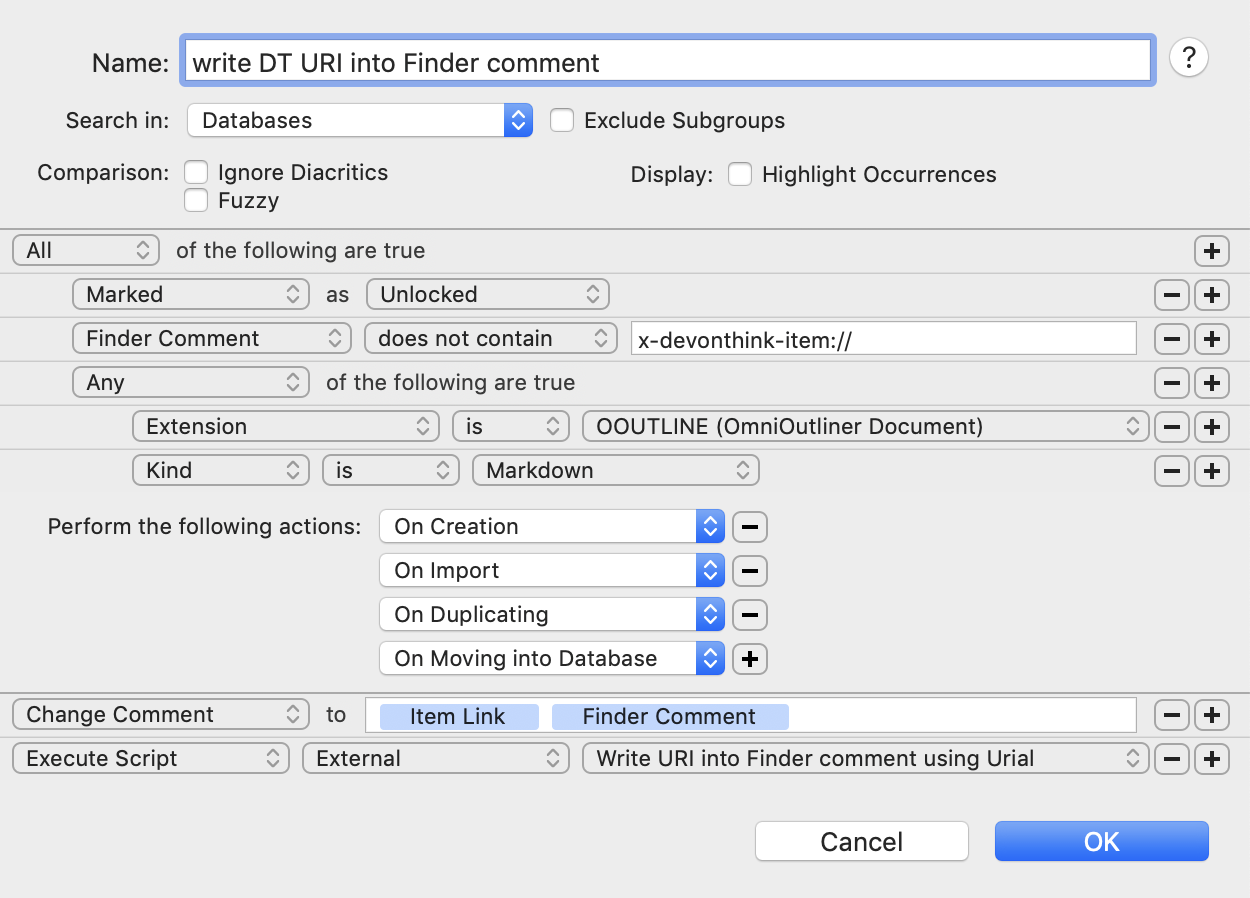 Name: write DT URI into Finder comment ?
Search in: Databases Exclude Subgroups
Comparison: Ignore Diacritics Display: Highlight Occurrences
Fuzzy
All of the following are true
Marked as Unlocked
Finder Comment does not contain x-devonthink-item://
Any of the following are true
Extension is OOUTLINE (OmniOutliner Document)
Kind is Markdown
Perform the following actions: On Creation
On Import
On Duplicating
On Moving into Database
Change Comment to Item Link Finder Comment
Execute Script External Write URI into Finder comment using Urial
Cancel OK